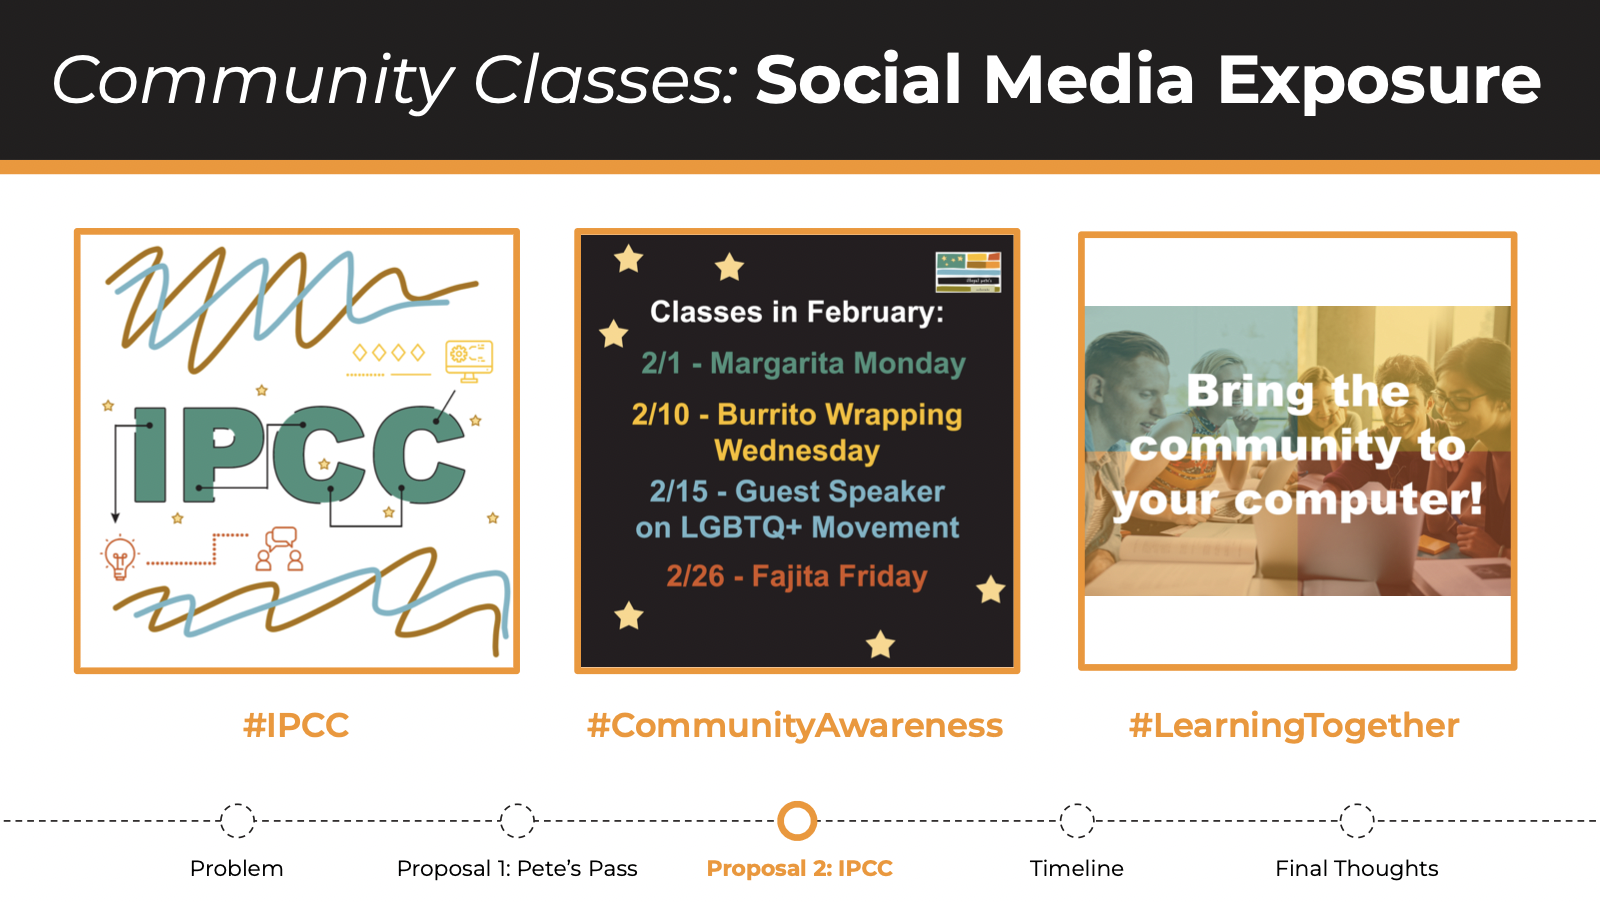 Community Classes: Social Media Exposure
IPCC
Classes in February:
2/1 - Margarita Monday
2/10 - Burrito Wrapping
Wednesday
2/15 - Guest Speaker
on LGBTQ+ Movement
2/26 - Fajita Friday
Bring the
community to
your computer!
#IPCC
#CommunityAwareness
#LearningTogether
Problem
Proposal 1: Pete’s Pass
Proposal 2: IPCC
Timeline
Final Thoughts